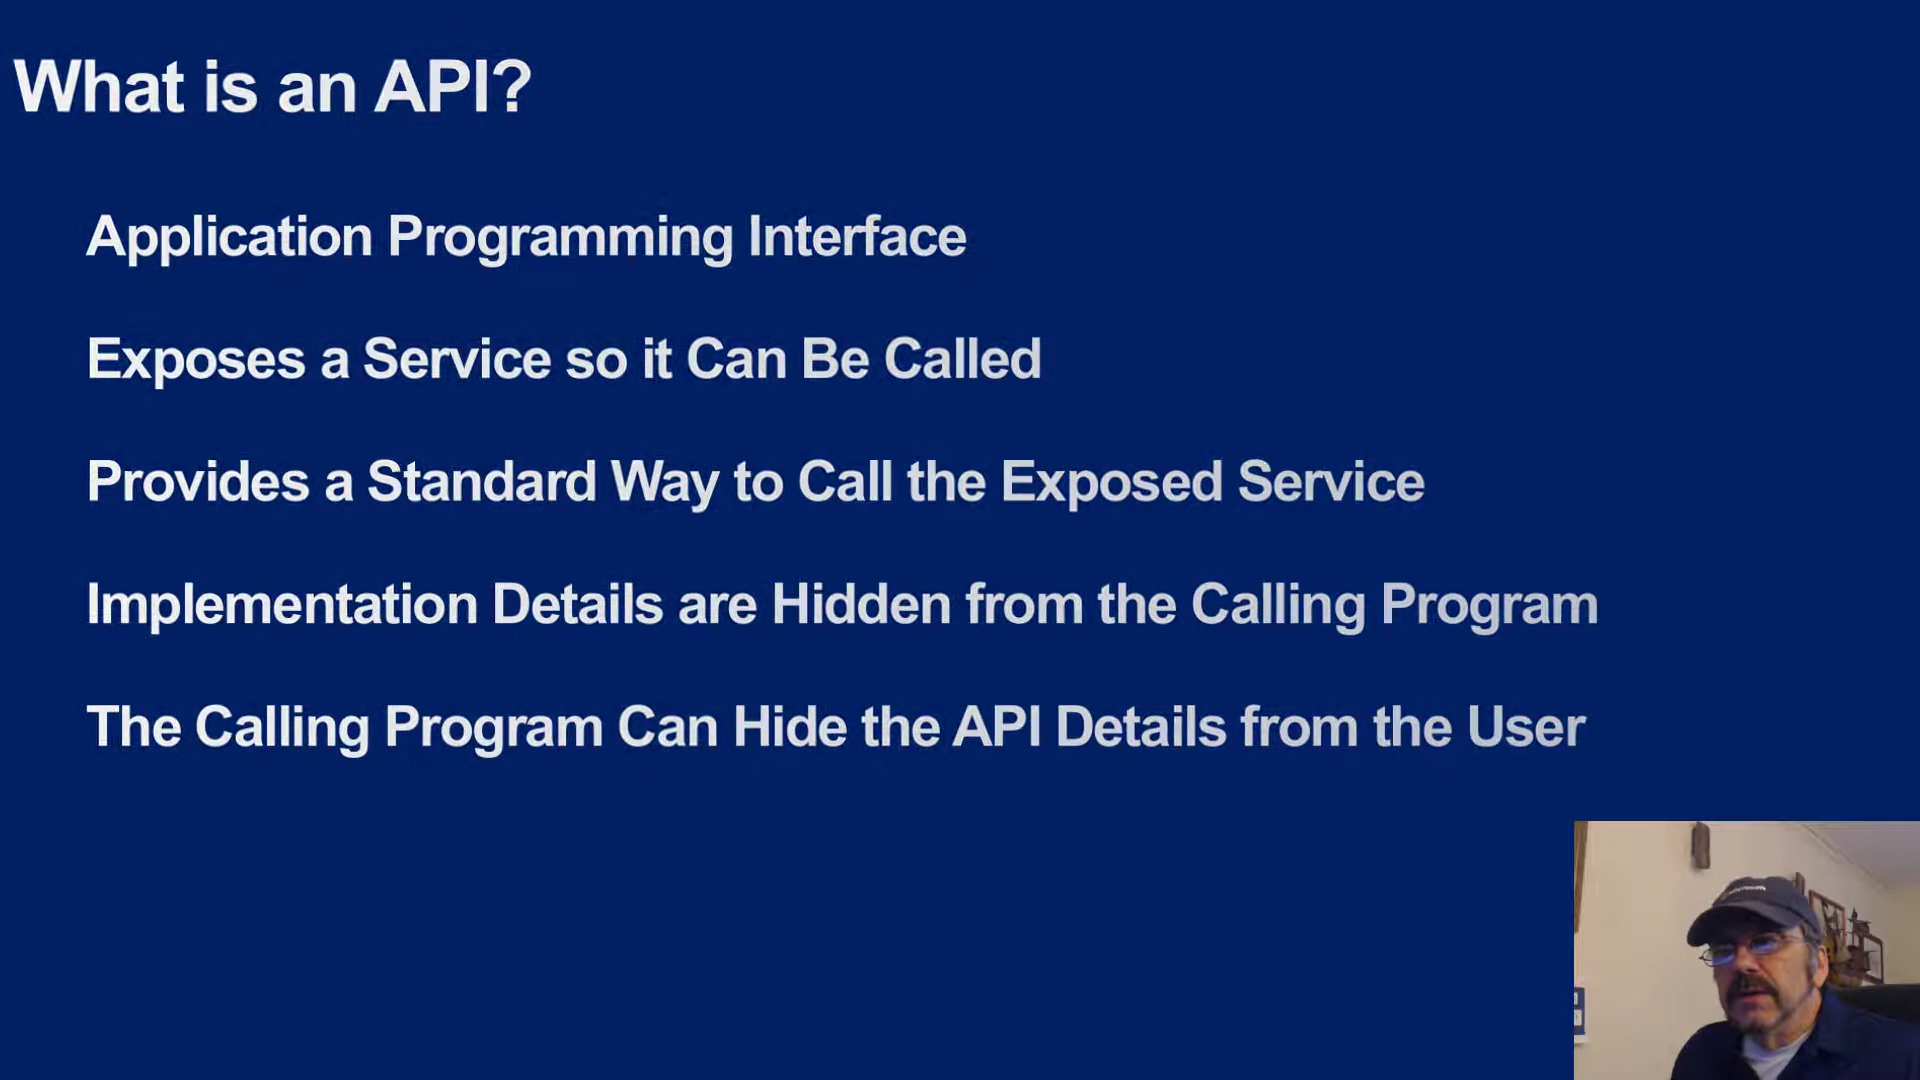 What is an API?
Application Programming Interface
Exposes a Service so it Can Be Called
Provides a Standard Way to Call the Exposed Service
Implementation Details are Hidden from the Calling Program
The Calling Program Can Hide the API Details from the User